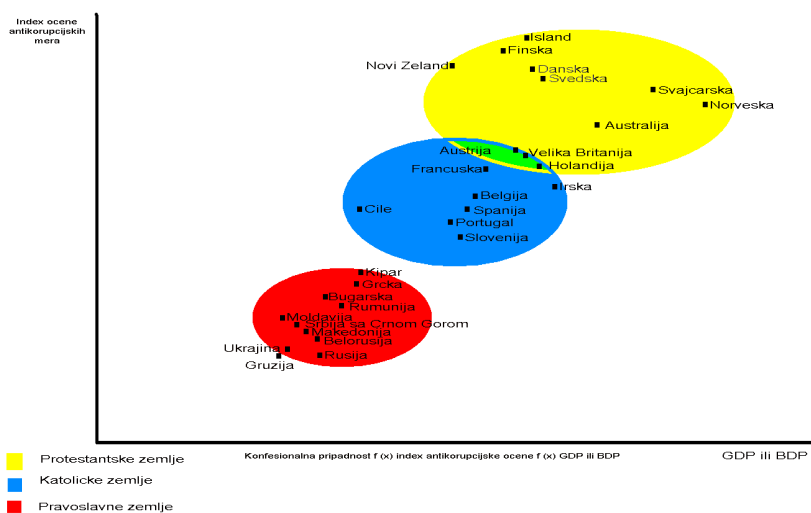 Index ocene
antikorupcijskih
mera
Island
Finska
Novi Zeland
Danska
Svedska
Svajcarska
Norveska
Australija
Austrija
Velika Britanija
Holandija
Francuska
Irska
Belgija
Cile
Spanija
Portugal
Slovenija
Kipar
Grcka
Bugarska
Rumunija
Moldavija
Srbija sa Crnom Gorom
Makedonija
Belorusija
Ukrajina
Rusija
Gruzija
Konfesionalna pripadnost f (x) index antikorupcijske ocene f (x) GDP ili BDP
GDP ili BDP
Protestantske zemlje
Katolicke zemlje
Pravoslavne zemlje